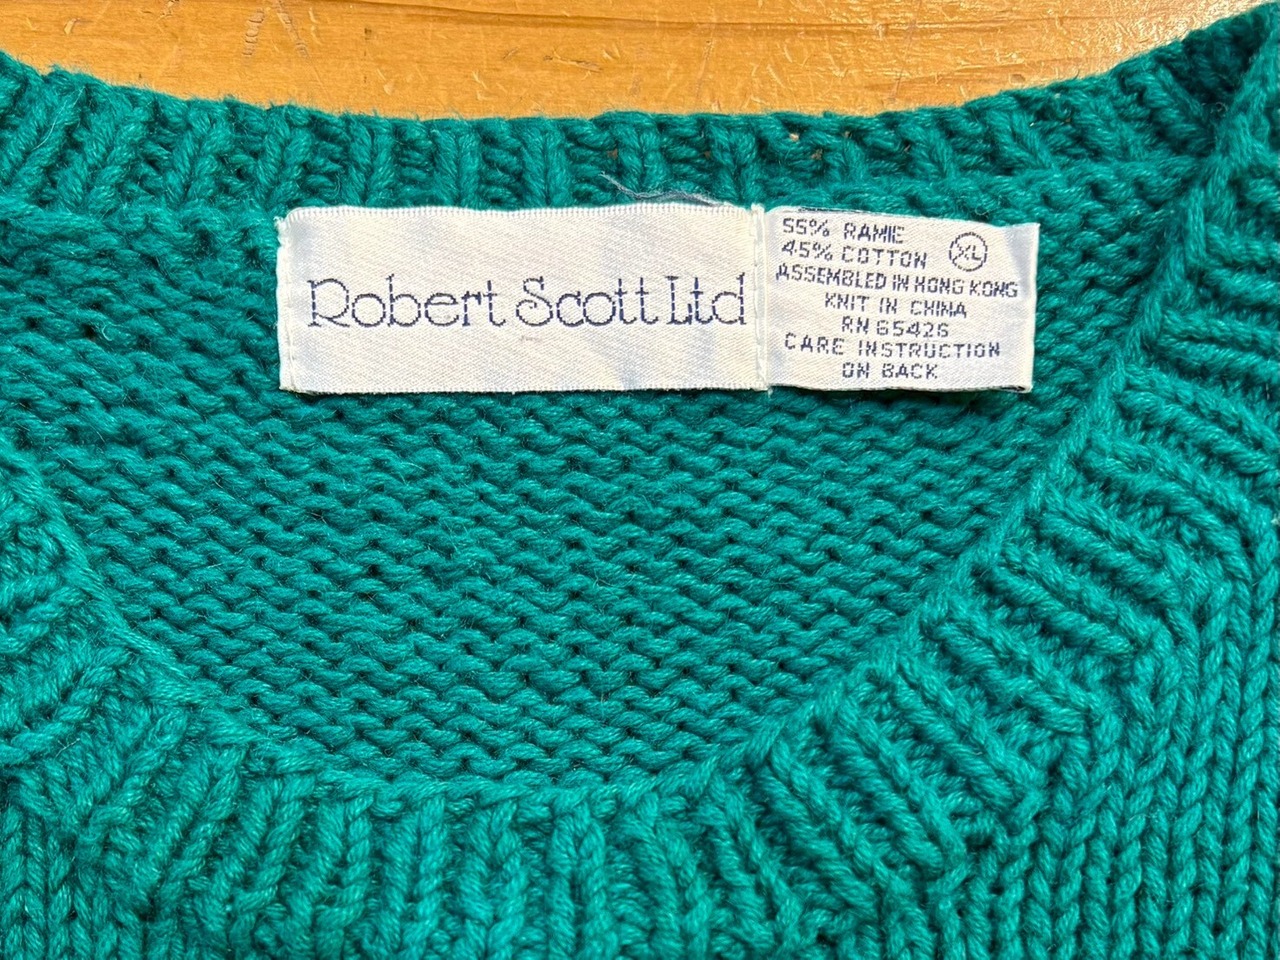 Robert Scott Ltd
55% RAMIE
45% COTTON
XL
ASSEMBLED IN HONG KONG
KNIT IN CHINA
RN 65426
CARE INSTRUCTION
ON BACK